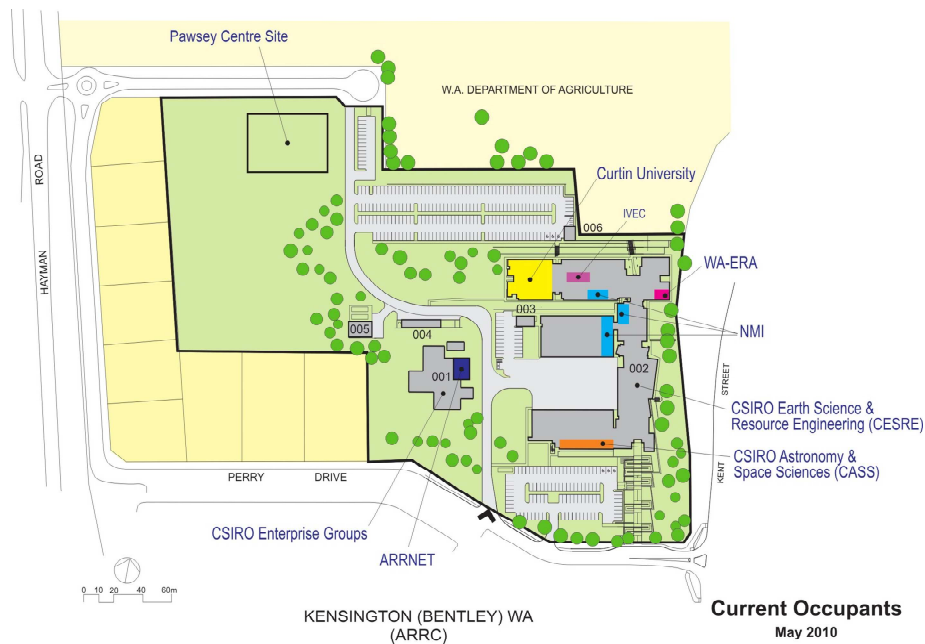 Pawsey Centre Site
W.A. DEPARTMENT OF AGRICULTURE
Curtin University
IVEC
006
WA-ERA
HAYMAN ROAD
003
NMI
005
004
001
002
KENT STREET
CSIRO Earth Science &
Resource Engineering (CESRE)
CSIRO Astronomy &
Space Sciences (CASS)
PERRY DRIVE
CSIRO Enterprise Groups
ARRNET
0 10 20 40 60m
KENSINGTON (BENTLEY) WA
(ARRC)
Current Occupants
May 2010